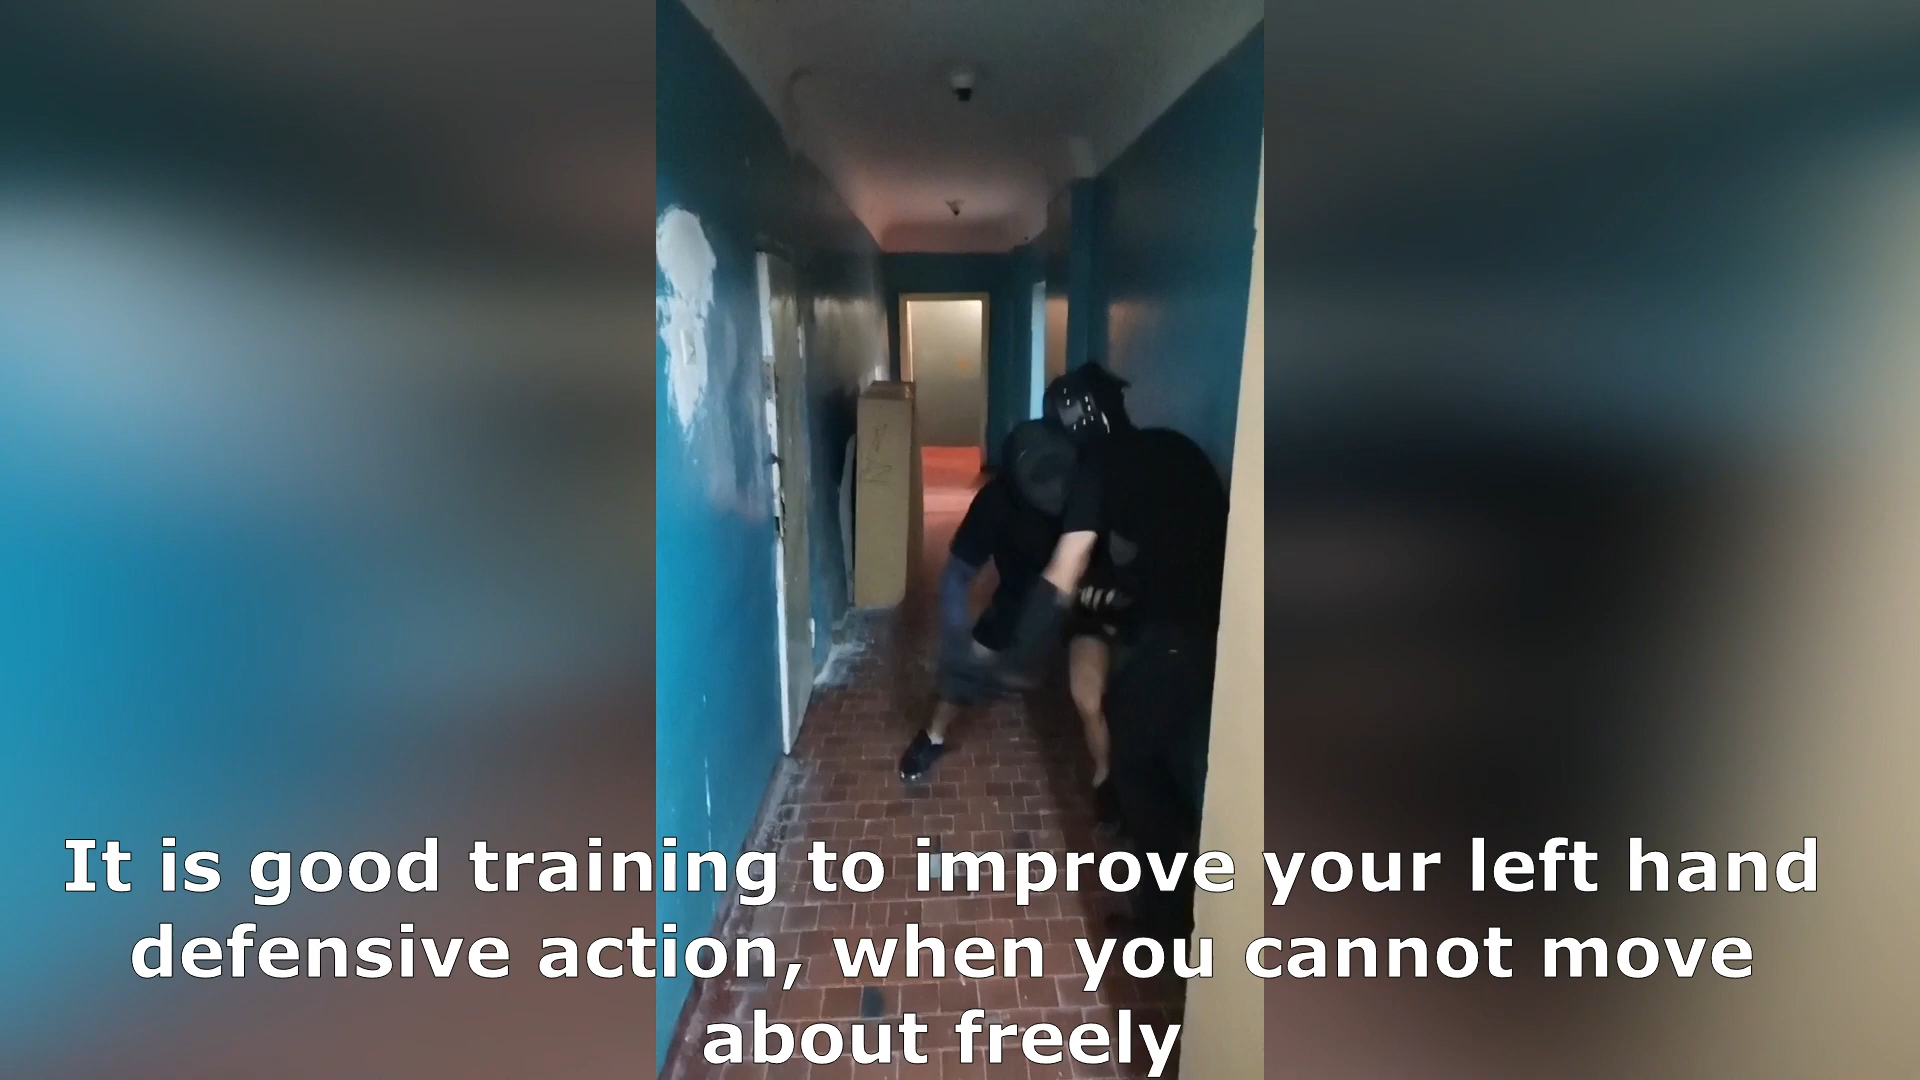 It is good training to improve your left hand
defensive action, when you cannot move
about freely